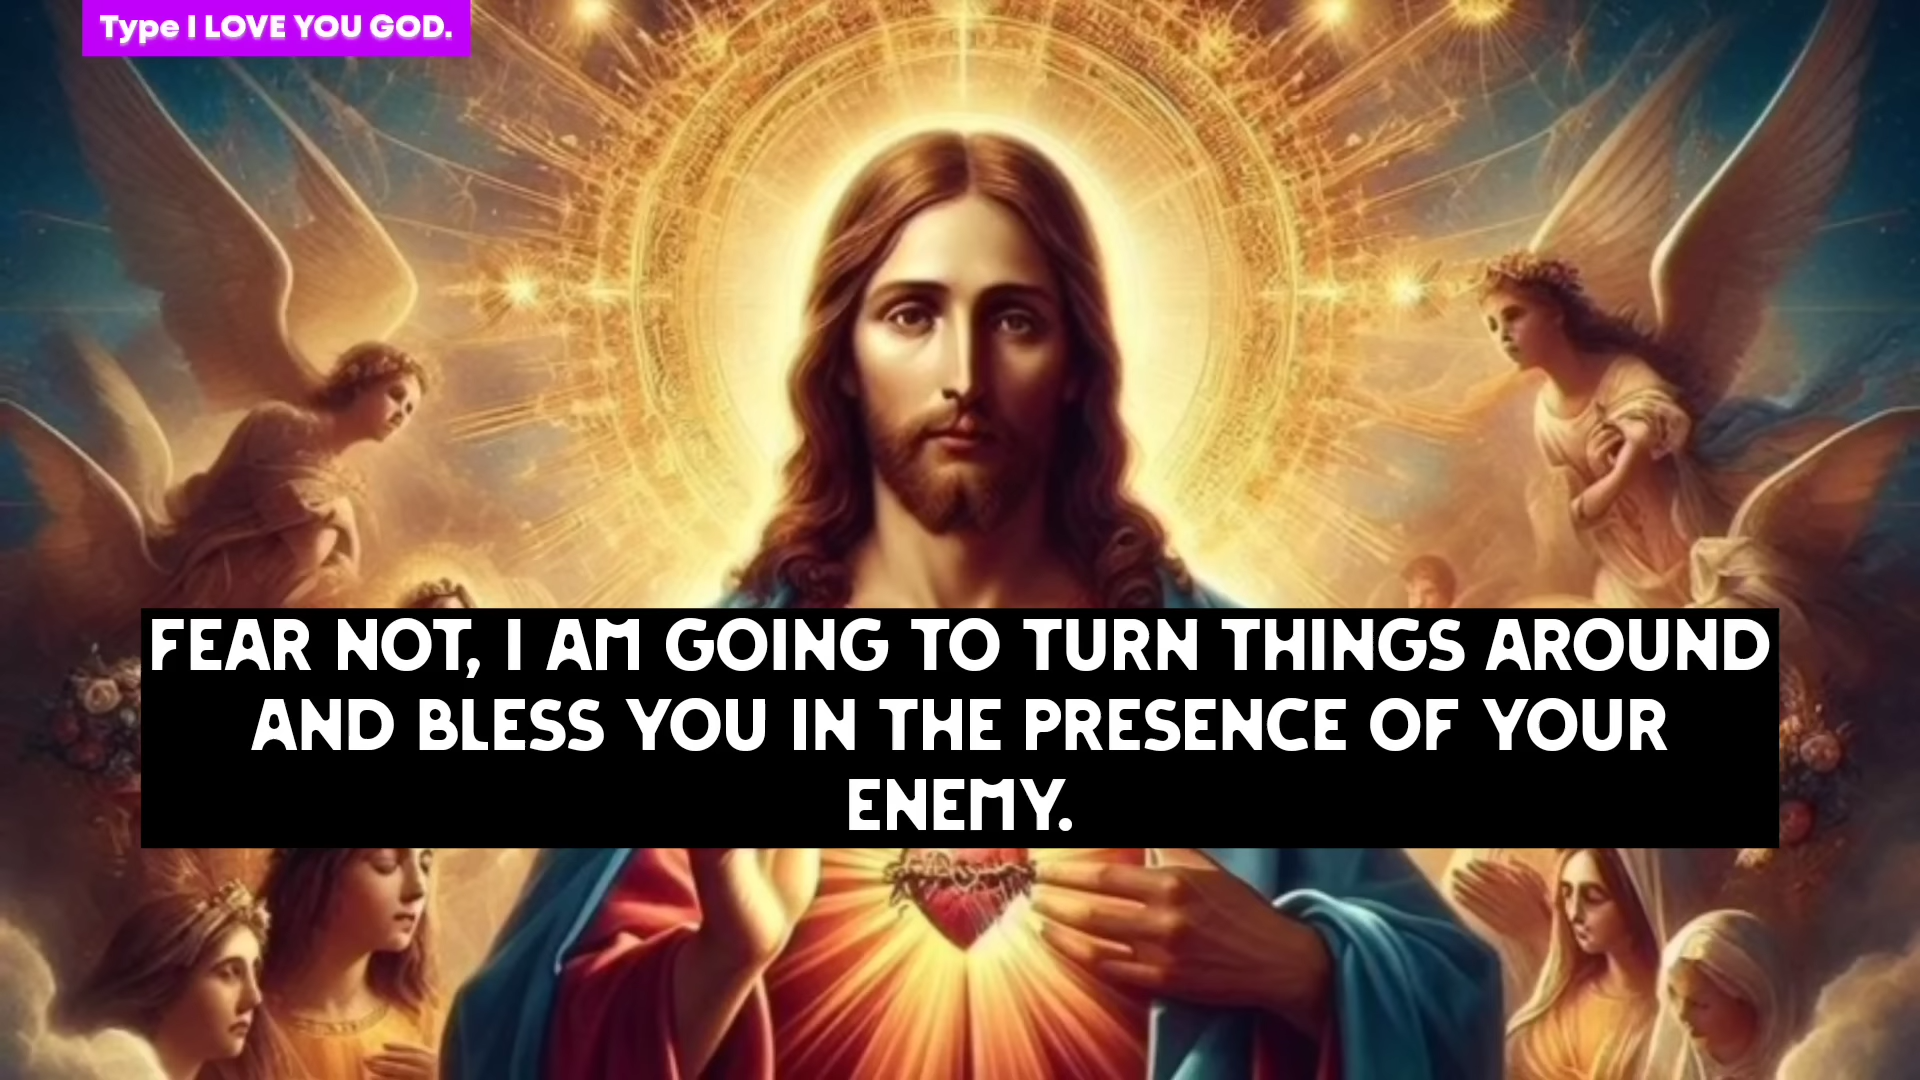 Type I LOVE YOU GOD.
FEAR NOT, I AM GOING TO TURN THINGS AROUND
AND BLESS YOU IN THE PRESENCE OF YOUR
ENEMY.